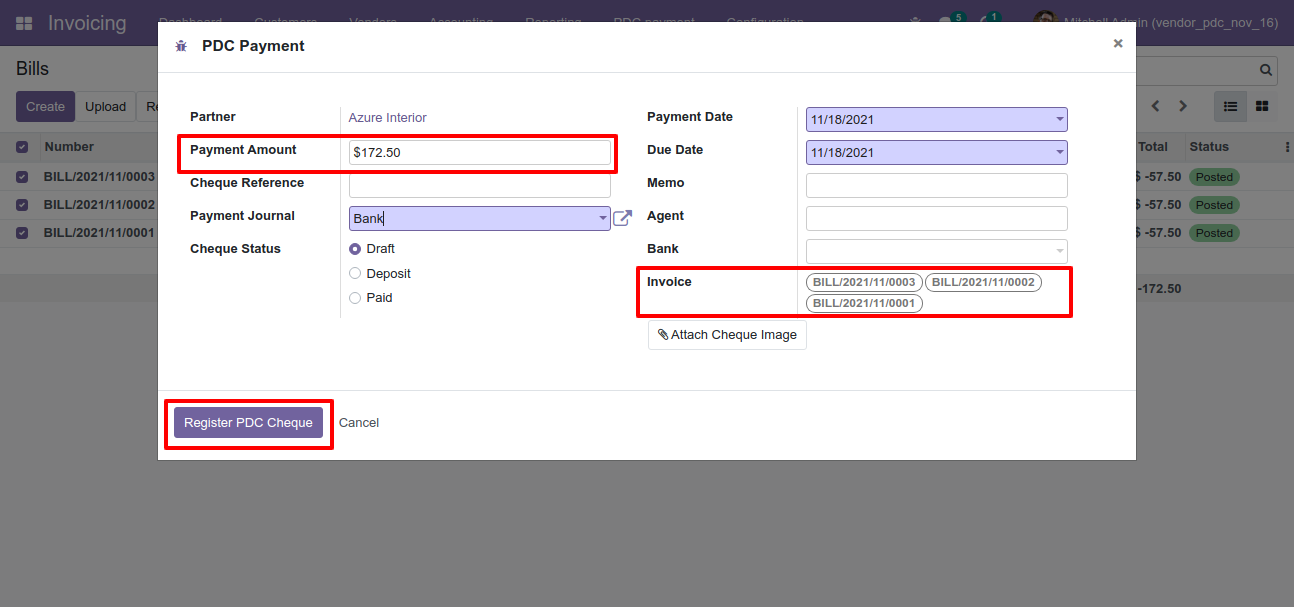 Invoicing
Dashboard Customers Vendors Accounting Reporting PDC payment Configuration
5 1 Mitchell Admin (vendor_pdc_nov_16)
Bills
Create Upload Re
Number Total Status
BILL/2021/11/0003 $ -57.50 Posted
BILL/2021/11/0002 $ -57.50 Posted
BILL/2021/11/0001 $ -57.50 Posted
-172.50
PDC Payment ×
Partner Azure Interior
Payment Amount $172.50
Cheque Reference
Payment Journal Bank
Cheque Status Draft
Deposit
Paid
Payment Date 11/18/2021
Due Date 11/18/2021
Memo
Agent
Bank
Invoice BILL/2021/11/0003 BILL/2021/11/0002
BILL/2021/11/0001
Attach Cheque Image
Register PDC Cheque Cancel